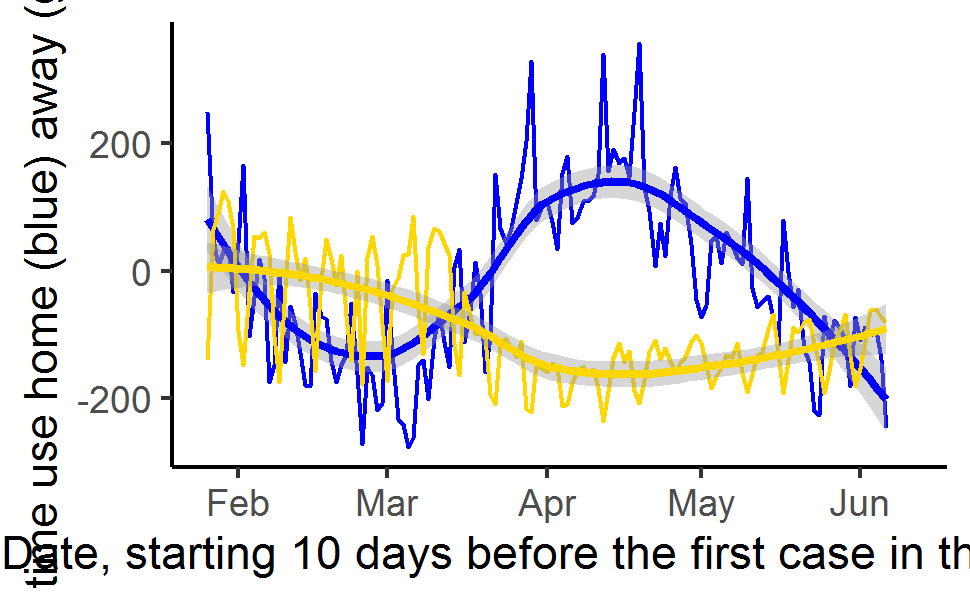 time use home (blue) away (
200
0
-200
Feb Mar Apr May Jun
Date, starting 10 days before the first case in th